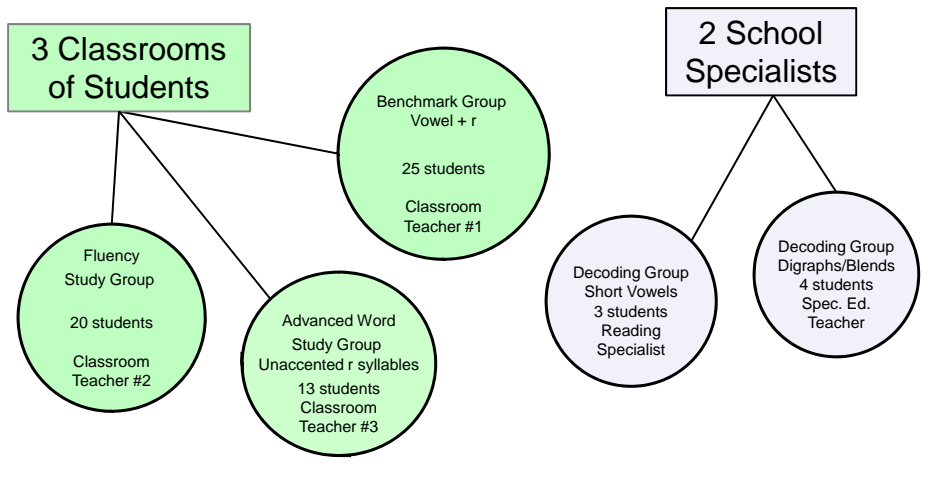 3 Classrooms
of Students
Benchmark Group
Vowel + r
25 students
Classroom
Teacher #1
Fluency
Study Group
20 students
Classroom
Teacher #2
Advanced Word
Study Group
Unaccented r syllables
13 students
Classroom
Teacher #3
2 School
Specialists
Decoding Group
Short Vowels
3 students
Reading
Specialist
Decoding Group
Digraphs/Blends
4 students
Spec. Ed.
Teacher